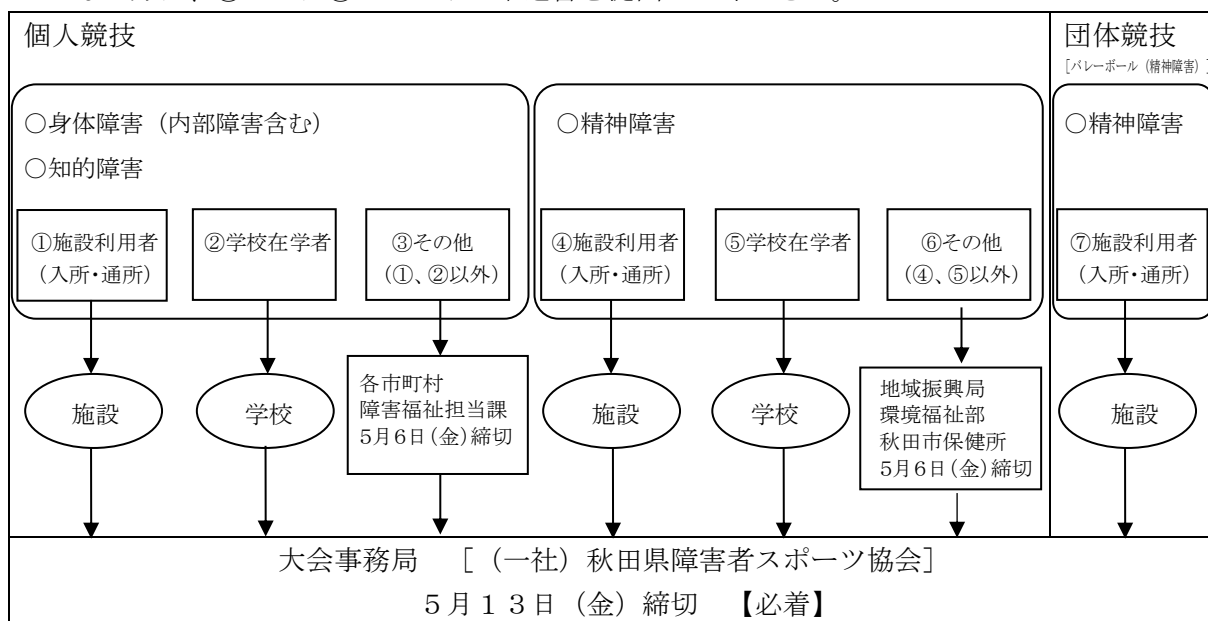 個人競技
団体競技
[バレーボール（精神障害）]
○身体障害（内部障害含む）
○知的障害
○精神障害
○精神障害
①施設利用者
（入所・通所）
②学校在学者
③その他
（①、②以外）
④施設利用者
（入所・通所）
⑤学校在学者
⑥その他
（④、⑤以外）
⑦施設利用者
（入所・通所）
施設
学校
各市町村
障害福祉担当課
5月6日（金）締切
施設
学校
地域振興局
環境福祉部
秋田市保健所
5月6日（金）締切
施設
大会事務局　［（一社）秋田県障害者スポーツ協会］
５月１３日（金）締切　【必着】